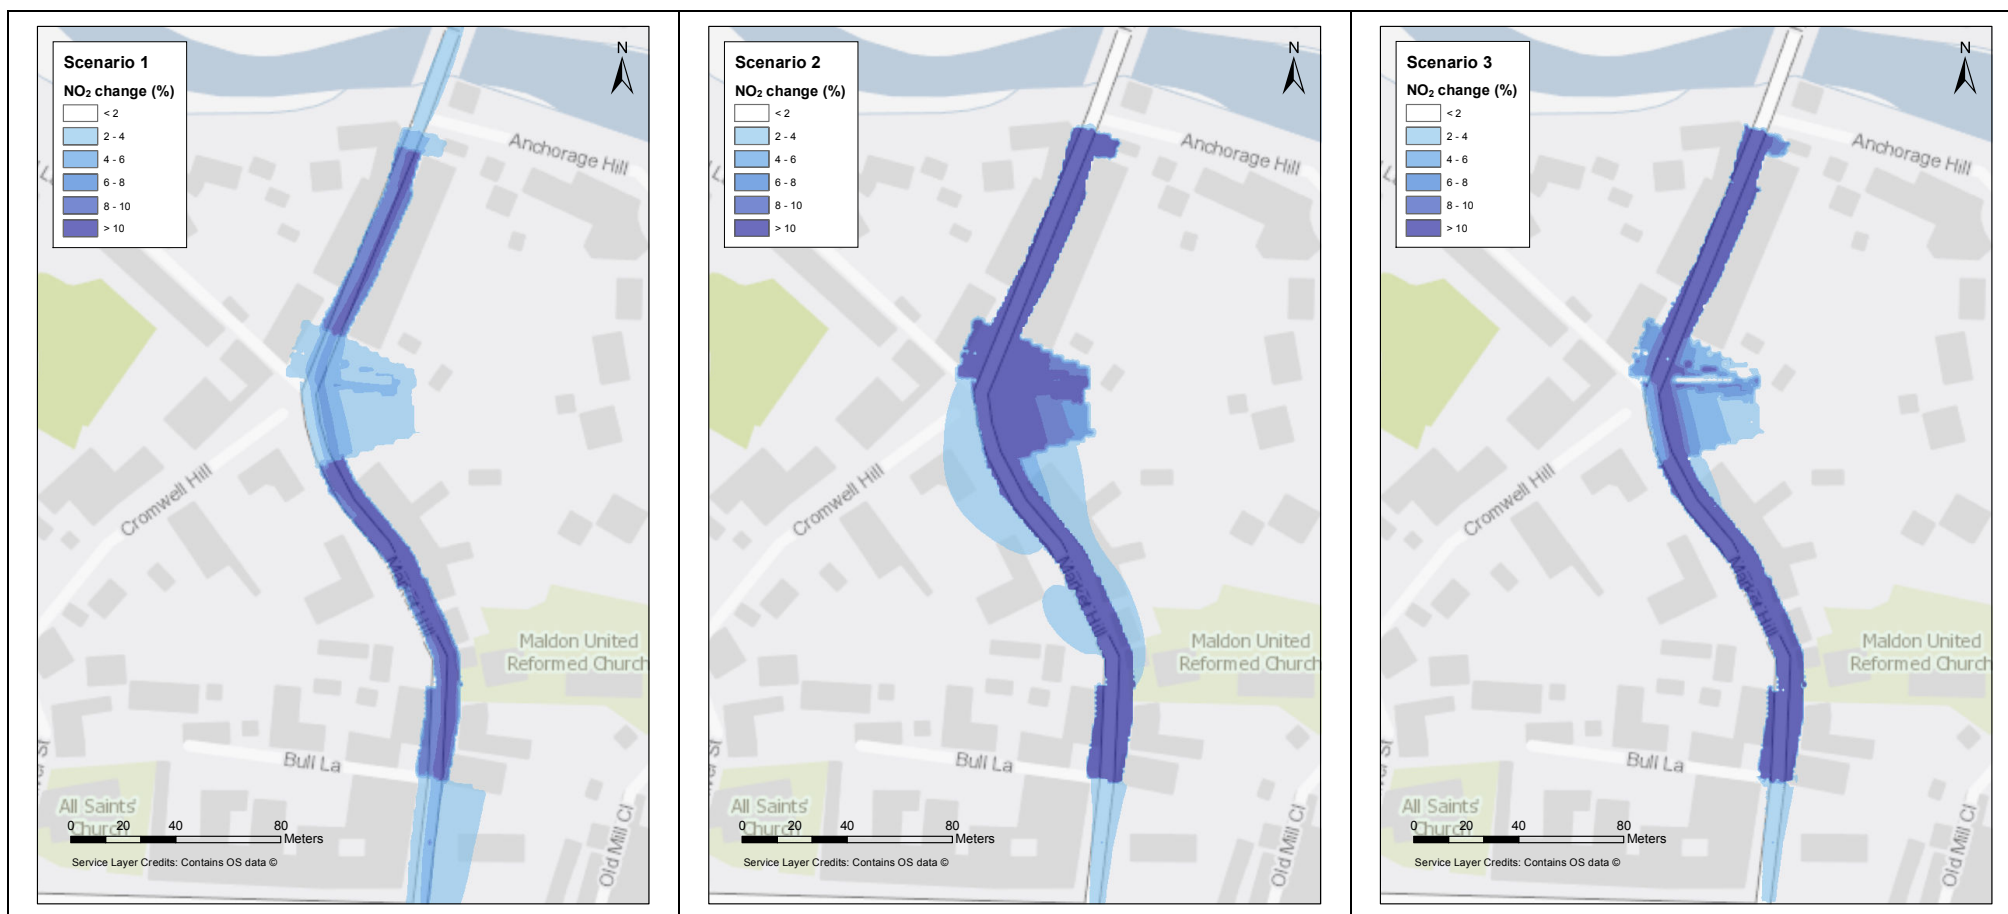 Scenario 1
NO₂ change (%)
< 2
2 - 4
4 - 6
6 - 8
8 - 10
> 10
N
Anchorage Hill
Cromwell Hill
Market Hill
Maldon United
Reformed Church
Bull La
All Saints'
Church
Old Mill Cl
0 20 40 80
Meters
Service Layer Credits: Contains OS data ©
Scenario 2
NO₂ change (%)
< 2
2 - 4
4 - 6
6 - 8
8 - 10
> 10
N
Anchorage Hill
Cromwell Hill
Market Hill
Maldon United
Reformed Church
Bull La
All Saints'
Church
Old Mill Cl
0 20 40 80
Meters
Service Layer Credits: Contains OS data ©
Scenario 3
NO₂ change (%)
< 2
2 - 4
4 - 6
6 - 8
8 - 10
> 10
N
Anchorage Hill
Cromwell Hill
Market Hill
Maldon United
Reformed Church
Bull La
All Saints'
Church
Old Mill Cl
0 20 40 80
Meters
Service Layer Credits: Contains OS data ©